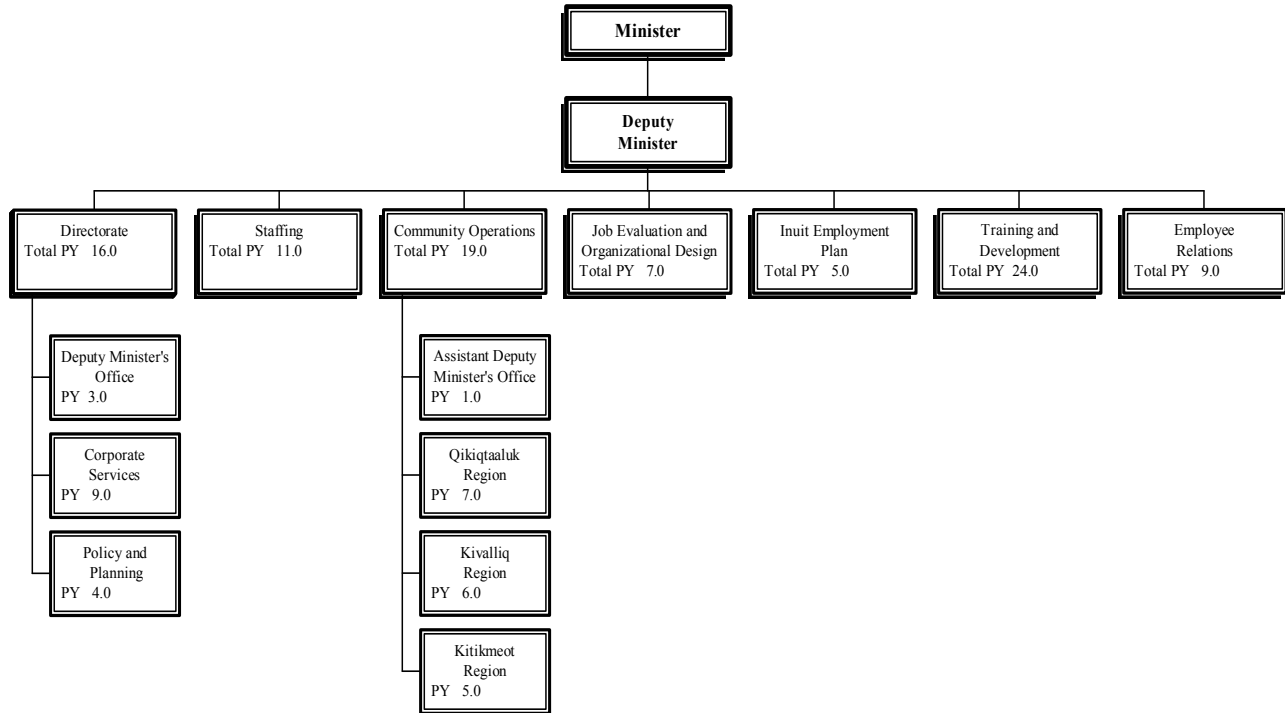 Minister
Deputy
Minister
Directorate
Total PY 16.0
Staffing
Total PY 11.0
Community Operations
Total PY 19.0
Job Evaluation and
Organizational Design
Total PY 7.0
Inuit Employment
Plan
Total PY 5.0
Training and
Development
Total PY 24.0
Employee
Relations
Total PY 9.0
Deputy Minister's
Office
PY 3.0
Corporate
Services
PY 9.0
Policy and
Planning
PY 4.0
Assistant Deputy
Minister's Office
PY 1.0
Qikiqtaaluk
Region
PY 7.0
Kivalliq
Region
PY 6.0
Kitikmeot
Region
PY 5.0